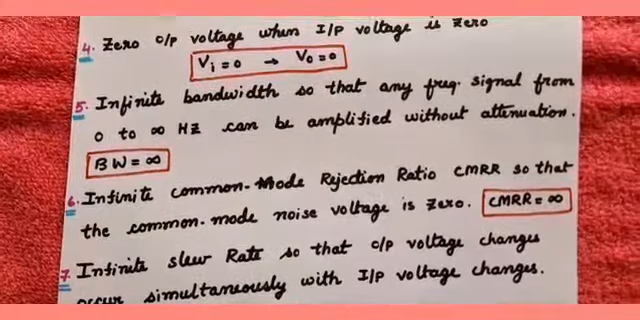 4. Zero o/p voltage when I/P voltage is zero
Vi = 0 → Vo = 0
5. Infinite bandwidth so that any freq. signal from
0 to ∞ HZ can be amplified without attenuation.
BW = ∞
6. Infinite common-Mode Rejection Ratio CMRR so that
the common-mode noise voltage is zero. CMRR = ∞
7. Infinite slew Rate so that o/p voltage changes
occur simultaneously with I/P voltage changes.